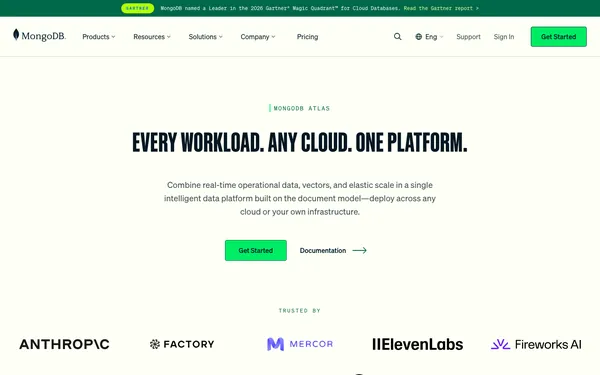 GARTNER MongoDB named a Leader in the 2026 Gartner® Magic Quadrant™ for Cloud Databases. Read the Gartner report >
MongoDB. Products Resources Solutions Company Pricing Eng Support Sign In Get Started
MONGODB ATLAS
EVERY WORKLOAD. ANY CLOUD. ONE PLATFORM.
Combine real-time operational data, vectors, and elastic scale in a single
intelligent data platform built on the document model—deploy across any
cloud or your own infrastructure.
Get Started Documentation
TRUSTED BY
ANTHROP\C FACTORY MERCOR IIElevenLabs Fireworks AI